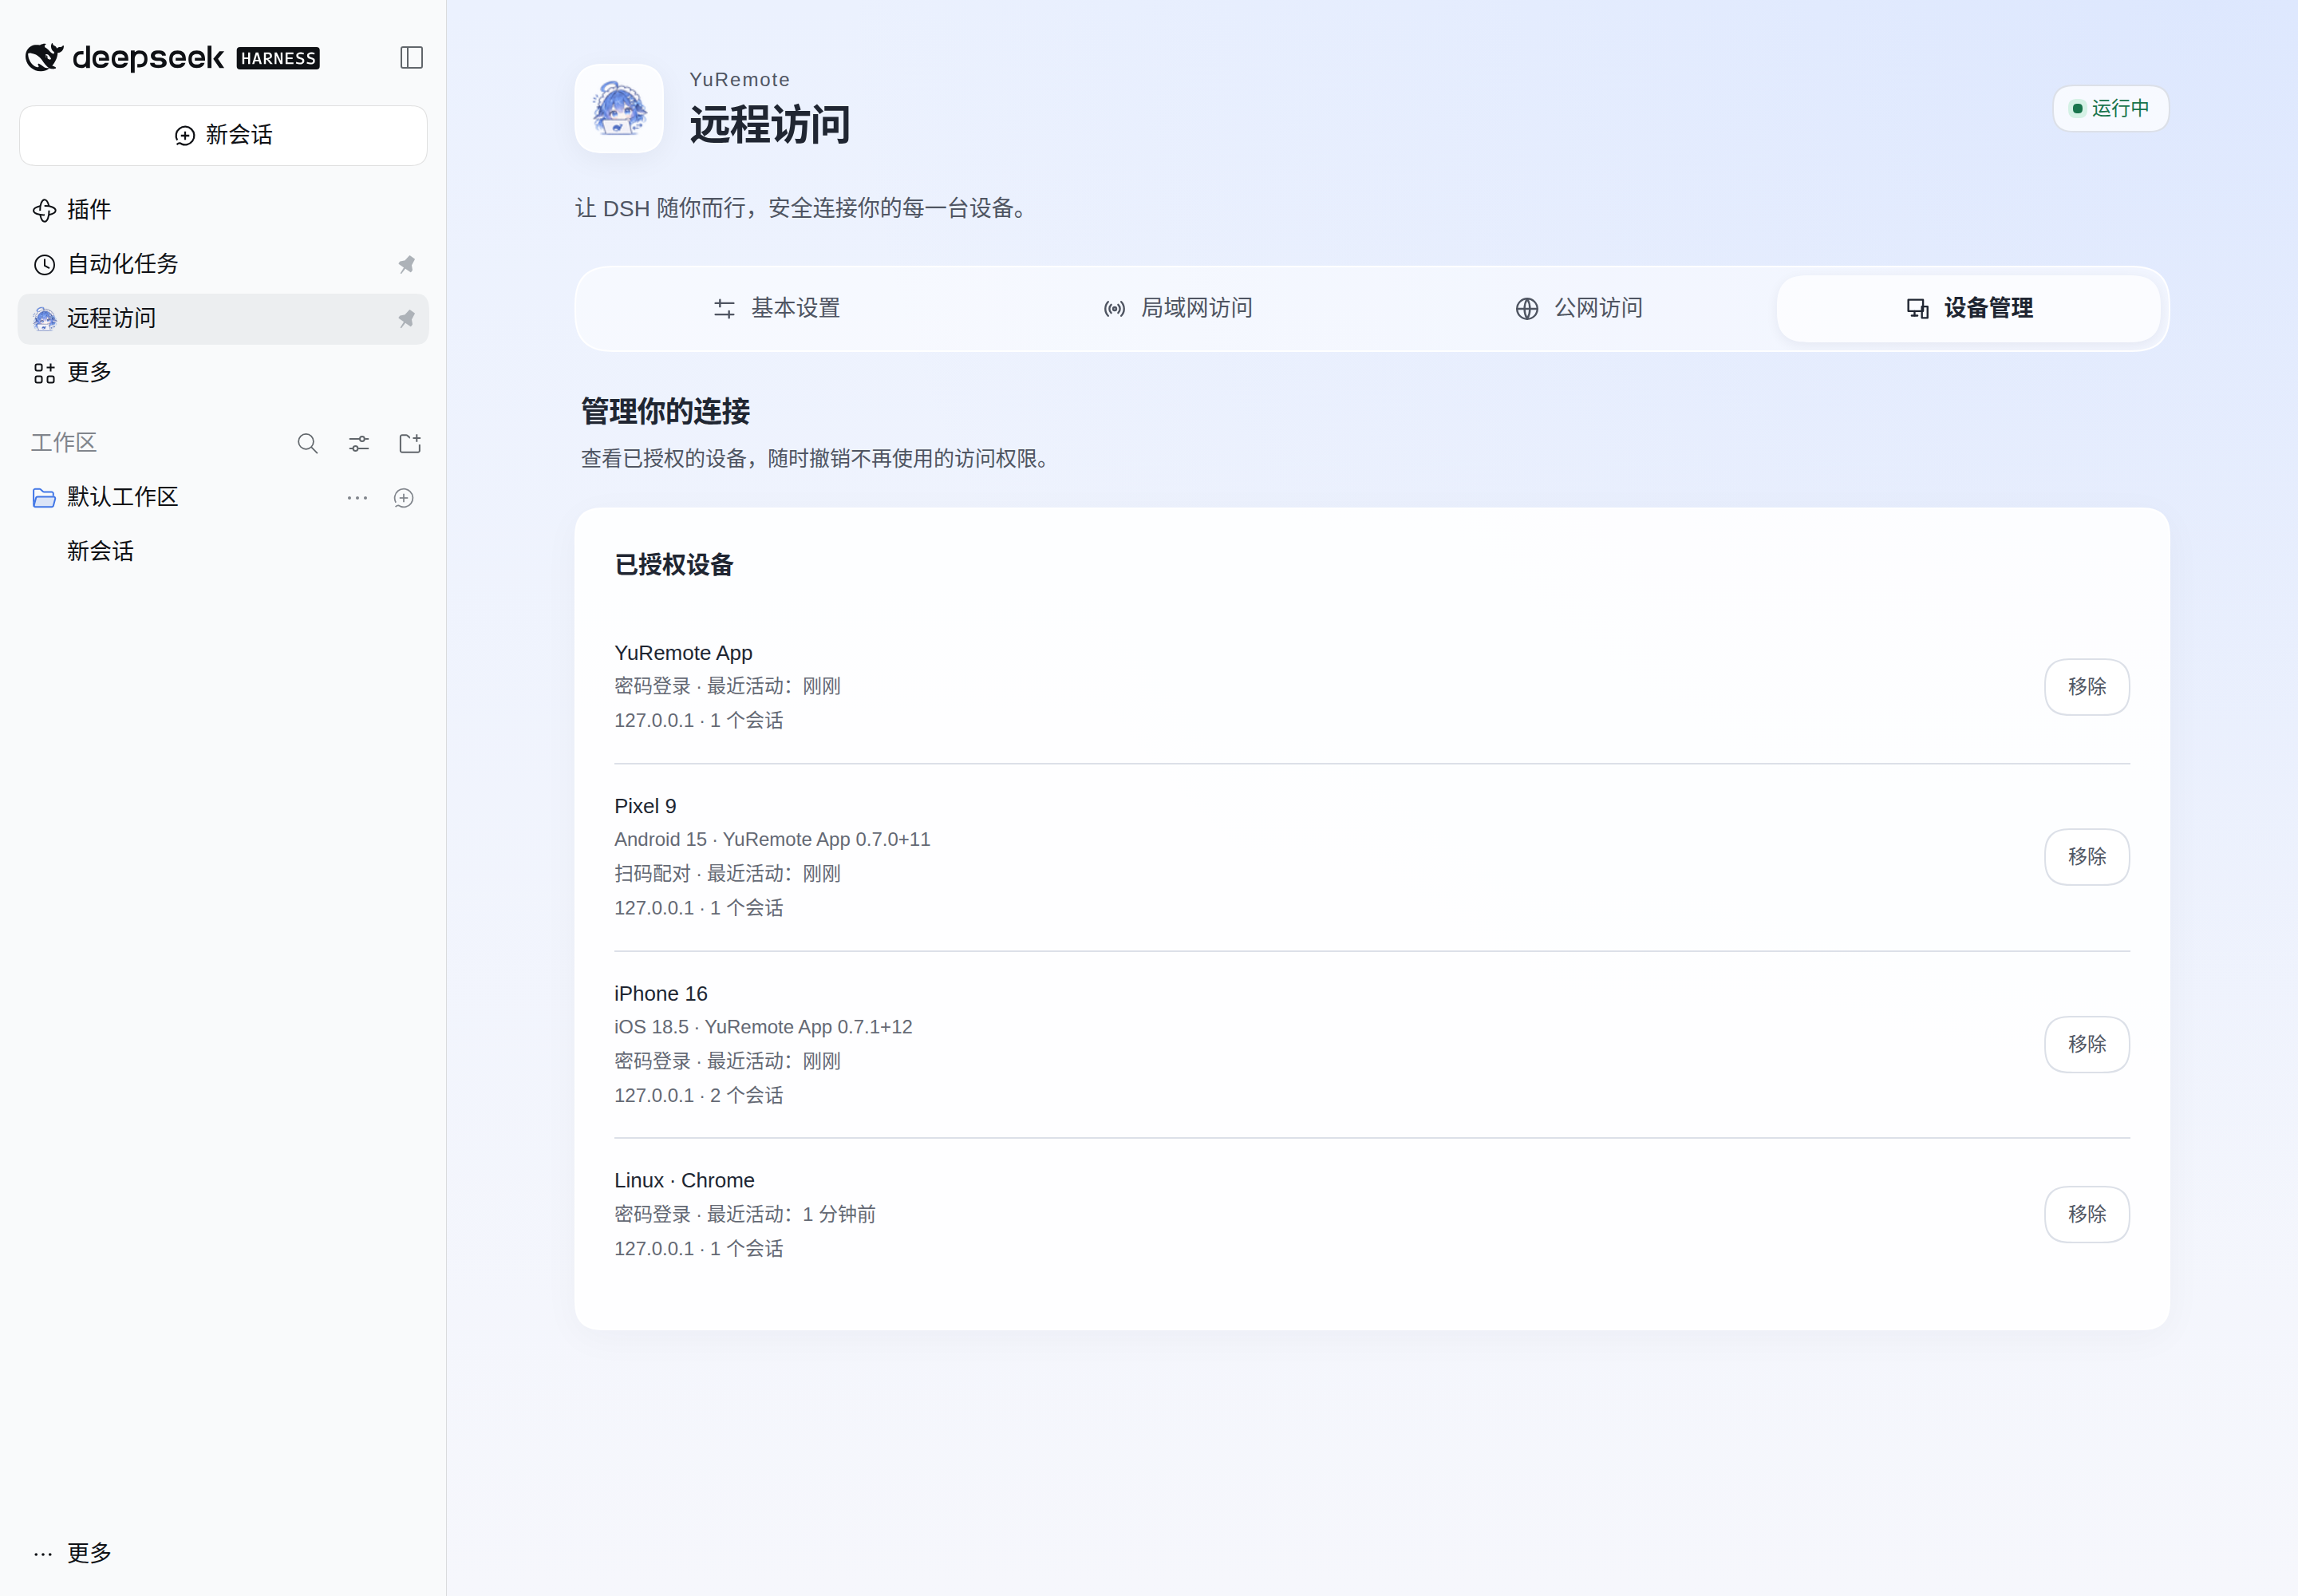 deepseek HARNESS
新会话
插件
自动化任务
远程访问
更多
工作区
默认工作区
新会话
更多
YuRemote
远程访问
运行中
让 DSH 随你而行，安全连接你的每一台设备。
基本设置
局域网访问
公网访问
设备管理
管理你的连接
查看已授权的设备，随时撤销不再使用的访问权限。
已授权设备
YuRemote App
密码登录 · 最近活动：刚刚
127.0.0.1 · 1 个会话
移除
Pixel 9
Android 15 · YuRemote App 0.7.0+11
扫码配对 · 最近活动：刚刚
127.0.0.1 · 1 个会话
移除
iPhone 16
iOS 18.5 · YuRemote App 0.7.1+12
密码登录 · 最近活动：刚刚
127.0.0.1 · 2 个会话
移除
Linux · Chrome
密码登录 · 最近活动：1 分钟前
127.0.0.1 · 1 个会话
移除